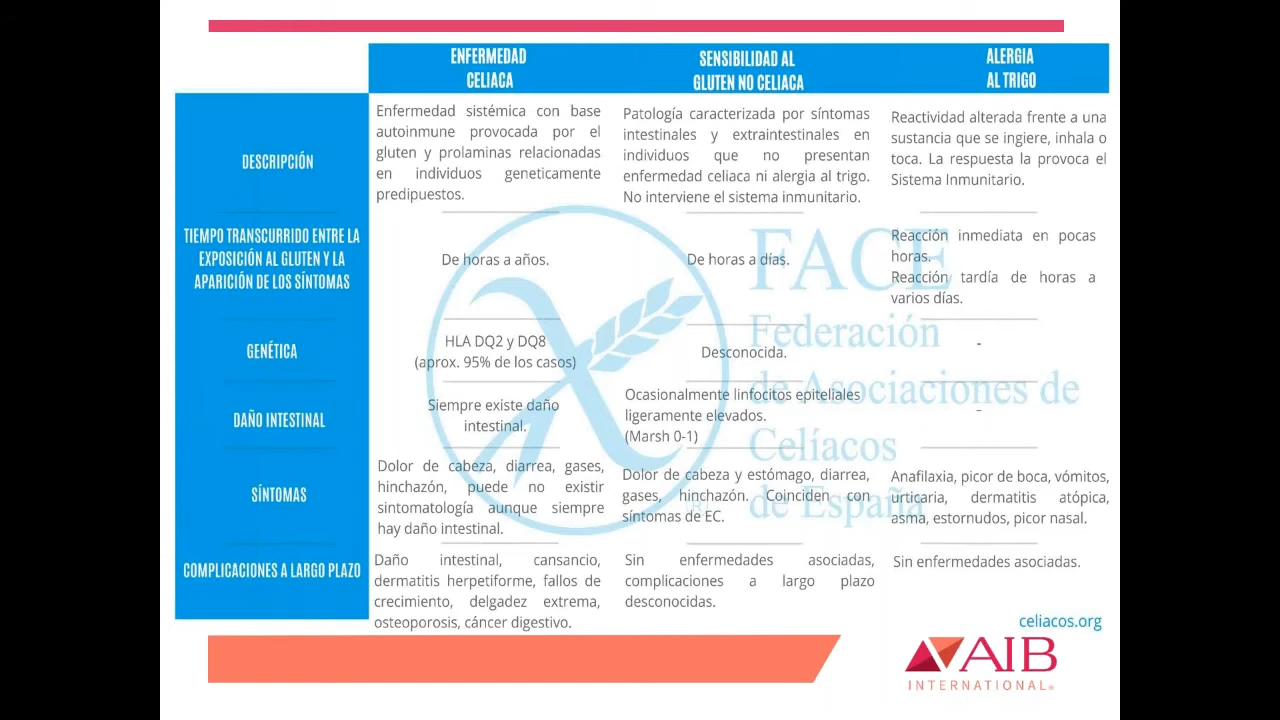 ENFERMEDAD
CELIACA
SENSIBILIDAD AL
GLUTEN NO CELIACA
ALERGIA
AL TRIGO
DESCRIPCIÓN
Enfermedad sistémica con base
autoinmune provocada por el
gluten y prolaminas relacionadas
en individuos geneticamente
predipuestos.
Patología caracterizada por síntomas
intestinales y extraintestinales en
individuos que no presentan
enfermedad celiaca ni alergia al trigo.
No interviene el sistema inmunitario.
Reactividad alterada frente a una
sustancia que se ingiere, inhala o
toca. La respuesta la provoca el
Sistema Inmunitario.
TIEMPO TRANSCURRIDO ENTRE LA
EXPOSICIÓN AL GLUTEN Y LA
APARICIÓN DE LOS SÍNTOMAS
De horas a años.
De horas a días.
Reacción inmediata en pocas
horas.
Reacción tardía de horas a
varios días.
GENÉTICA
HLA DQ2 y DQ8
(aprox. 95% de los casos)
Desconocida.
-
DAÑO INTESTINAL
Siempre existe daño
intestinal.
Ocasionalmente linfocitos epiteliales
ligeramente elevados.
(Marsh 0-1)
-
SÍNTOMAS
Dolor de cabeza, diarrea, gases,
hinchazón, puede no existir
sintomatología aunque siempre
hay daño intestinal.
Dolor de cabeza y estómago, diarrea,
gases, hinchazón. Coinciden con
síntomas de EC.
Anafilaxia, picor de boca, vómitos,
urticaria, dermatitis atópica,
asma, estornudos, picor nasal.
COMPLICACIONES A LARGO PLAZO
Daño intestinal, cansancio,
dermatitis herpetiforme, fallos de
crecimiento, delgadez extrema,
osteoporosis, cáncer digestivo.
Sin enfermedades asociadas,
complicaciones a largo plazo
desconocidas.
Sin enfermedades asociadas.
FACE
Federación
de Asociaciones de
Celíacos
de España
®
celiacos.org
AIB
INTERNATIONAL®